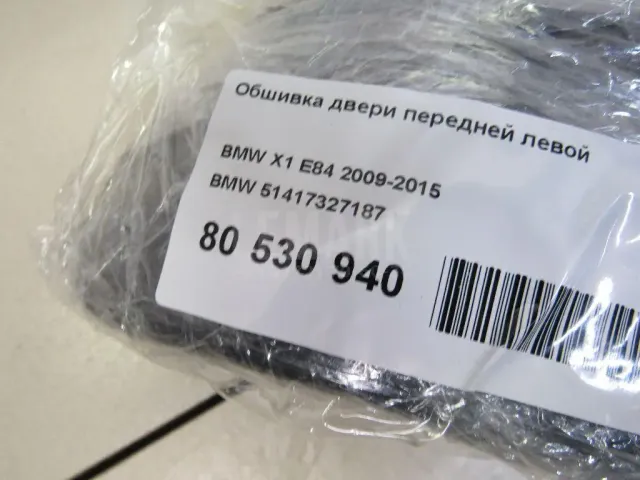 Обшивка двери передней левой
BMW X1 E84 2009-2015
BMW 51417327187
80 530 940